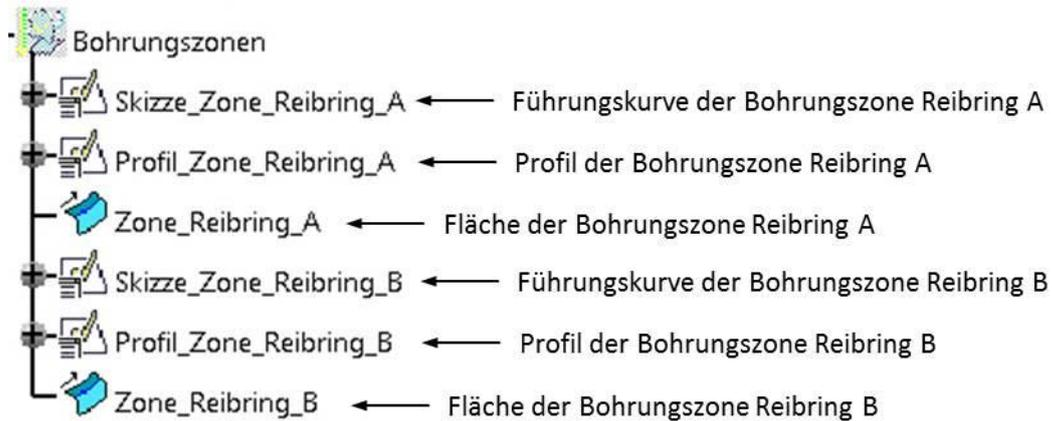 Bohrungszonen
Skizze_Zone_Reibring_A Führungskurve der Bohrungszone Reibring A
Profil_Zone_Reibring_A Profil der Bohrungszone Reibring A
Zone_Reibring_A Fläche der Bohrungszone Reibring A
Skizze_Zone_Reibring_B Führungskurve der Bohrungszone Reibring B
Profil_Zone_Reibring_B Profil der Bohrungszone Reibring B
Zone_Reibring_B Fläche der Bohrungszone Reibring B